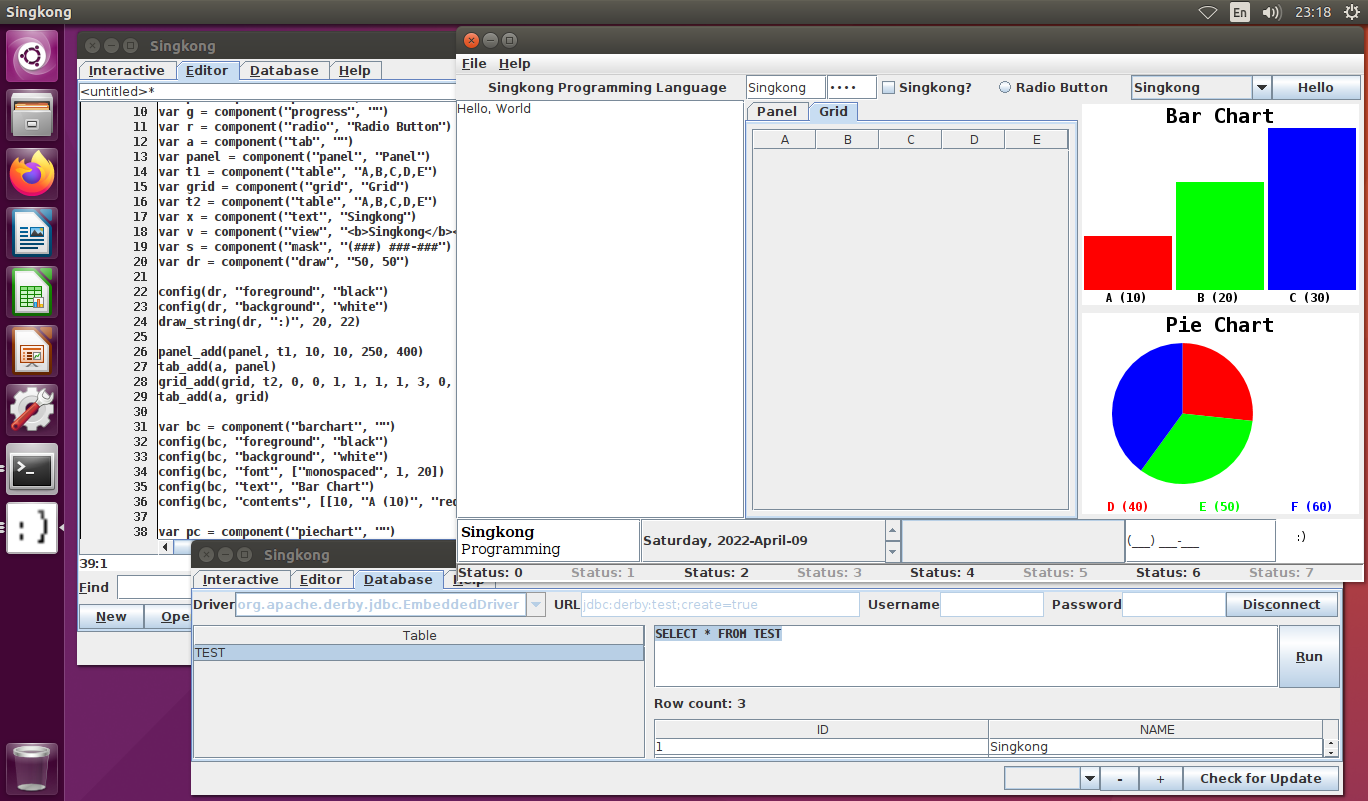 Singkong
En
23:18
Singkong
Interactive
Editor
Database
Help
<untitled>*
10 var g = component("progress", "")
11 var r = component("radio", "Radio Button")
12 var a = component("tab", "")
13 var panel = component("panel", "Panel")
14 var t1 = component("table", "A,B,C,D,E")
15 var grid = component("grid", "Grid")
16 var t2 = component("table", "A,B,C,D,E")
17 var x = component("text", "Singkong")
18 var v = component("view", "<b>Singkong</b><
19 var s = component("mask", "(###) ###-###")
20 var dr = component("draw", "50, 50")
21
22 config(dr, "foreground", "black")
23 config(dr, "background", "white")
24 draw_string(dr, ":)", 20, 22)
25
26 panel_add(panel, t1, 10, 10, 250, 400)
27 tab_add(a, panel)
28 grid_add(grid, t2, 0, 0, 1, 1, 1, 1, 3, 0,
29 tab_add(a, grid)
30
31 var bc = component("barchart", "")
32 config(bc, "foreground", "black")
33 config(bc, "background", "white")
34 config(bc, "font", ["monospaced", 1, 20])
35 config(bc, "text", "Bar Chart")
36 config(bc, "contents", [[10, "A (10)", "red
37
38 var pc = component("piechart", "")
39:1
Find
New
Ope
File Help
Singkong Programming Language
Singkong
••••
Singkong?
Radio Button
Singkong
Hello
Hello, World
Panel
Grid
A B C D E
Bar Chart
A (10) B (20) C (30)
Pie Chart
D (40) E (50) F (60)
Singkong
Programming
Saturday, 2022-April-09
(___) ___-___
:)
Status: 0 Status: 1 Status: 2 Status: 3 Status: 4 Status: 5 Status: 6 Status: 7
Singkong
Interactive
Editor
Database
Driver
org.apache.derby.jdbc.EmbeddedDriver
URL
jdbc:derby:test;create=true
Username
Password
Disconnect
Table
TEST
SELECT * FROM TEST
Run
Row count: 3
ID NAME
1 Singkong
- + Check for Update
: )